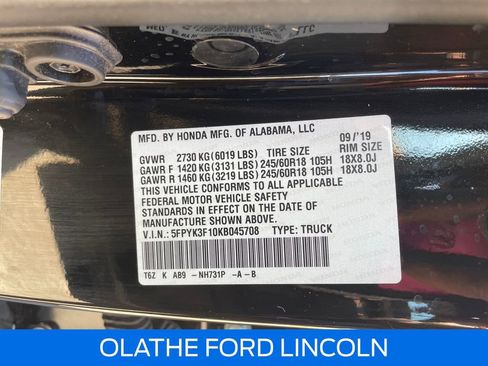 MFD. BY HONDA MFG. OF ALABAMA, LLC 09/'19
GVWR 2730 KG (6019 LBS) TIRE SIZE RIM SIZE
GAWR F 1420 KG (3131 LBS) 245/60R18 105H 18X8.0J
GAWR R 1460 KG (3219 LBS) 245/60R18 105H 18X8.0J
THIS VEHICLE CONFORMS TO ALL APPLICABLE
FEDERAL MOTOR VEHICLE SAFETY
STANDARDS IN EFFECT ON THE DATE OF
MANUFACTURE SHOWN ABOVE.
V.I.N.: 5FPYK3F10KB045708 TYPE: TRUCK
T6Z K A89 -NH731P -A -B
OLATHE FORD LINCOLN